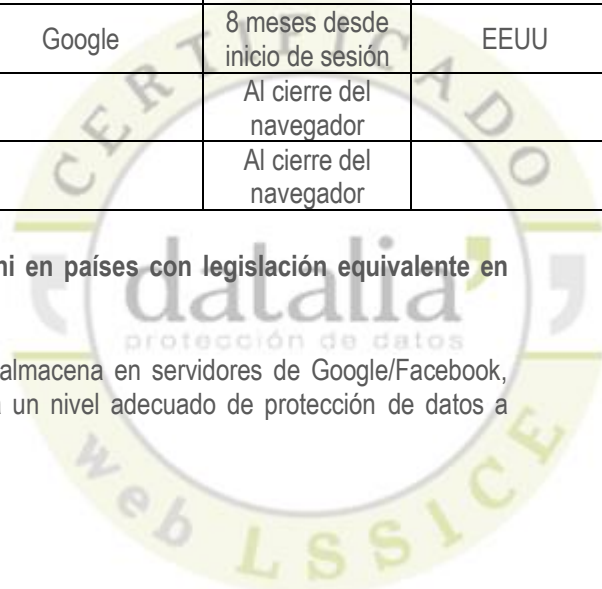 Google 8 meses desde inicio de sesión EEUU
Al cierre del navegador
Al cierre del navegador
ni en países con legislación equivalente en
almacena en servidores de Google/Facebook,
un nivel adecuado de protección de datos a
CERTIFICADO
datalia
protección de datos
web LSSICE